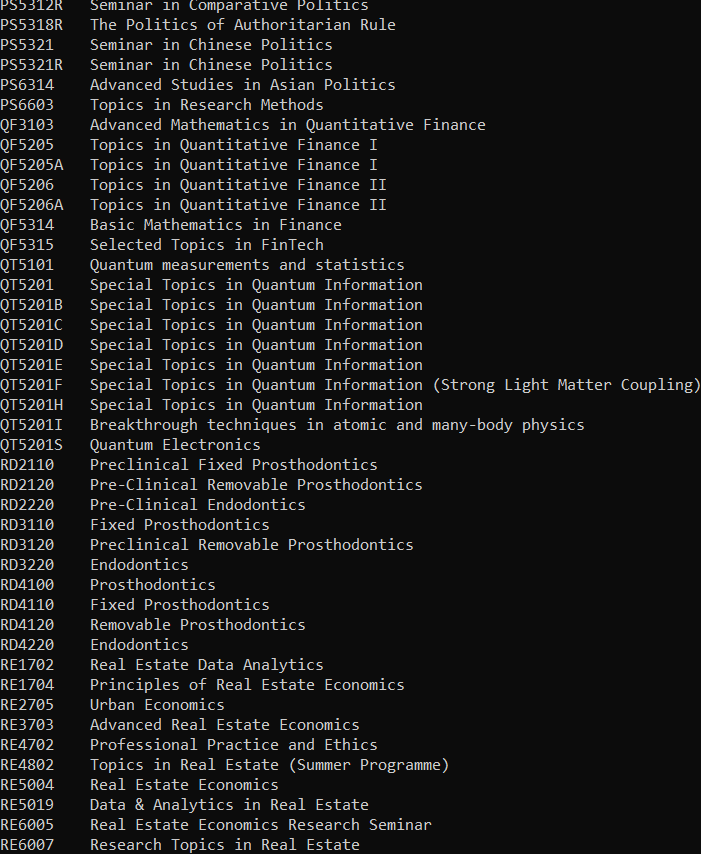 PS5312R   Seminar in Comparative Politics
PS5318R   The Politics of Authoritarian Rule
PS5321    Seminar in Chinese Politics
PS5321R   Seminar in Chinese Politics
PS6314    Advanced Studies in Asian Politics
PS6603    Topics in Research Methods
QF3103    Advanced Mathematics in Quantitative Finance
QF5205    Topics in Quantitative Finance I
QF5205A   Topics in Quantitative Finance I
QF5206    Topics in Quantitative Finance II
QF5206A   Topics in Quantitative Finance II
QF5314    Basic Mathematics in Finance
QF5315    Selected Topics in FinTech
QT5101    Quantum measurements and statistics
QT5201    Special Topics in Quantum Information
QT5201B   Special Topics in Quantum Information
QT5201C   Special Topics in Quantum Information
QT5201D   Special Topics in Quantum Information
QT5201E   Special Topics in Quantum Information
QT5201F   Special Topics in Quantum Information (Strong Light Matter Coupling)
QT5201H   Special Topics in Quantum Information
QT5201I   Breakthrough techniques in atomic and many-body physics
QT5201S   Quantum Electronics
RD2110    Preclinical Fixed Prosthodontics
RD2120    Pre-Clinical Removable Prosthodontics
RD2220    Pre-Clinical Endodontics
RD3110    Fixed Prosthodontics
RD3120    Preclinical Removable Prosthodontics
RD3220    Endodontics
RD4100    Prosthodontics
RD4110    Fixed Prosthodontics
RD4120    Removable Prosthodontics
RD4220    Endodontics
RE1702    Real Estate Data Analytics
RE1704    Principles of Real Estate Economics
RE2705    Urban Economics
RE3703    Advanced Real Estate Economics
RE4702    Professional Practice and Ethics
RE4802    Topics in Real Estate (Summer Programme)
RE5004    Real Estate Economics
RE5019    Data & Analytics in Real Estate
RE6005    Real Estate Economics Research Seminar
RE6007    Research Topics in Real Estate